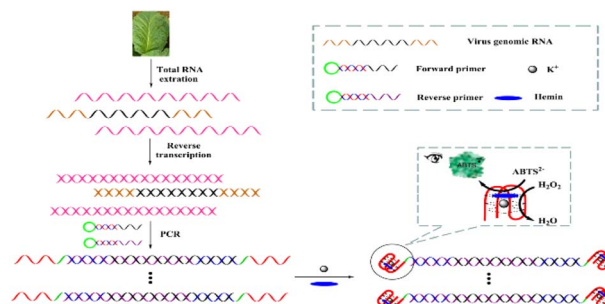 Total RNA
extration
Reverse
transcription
PCR
Virus genomic RNA
Forward primer
K+
Reverse primer
Hemin
ABTS
ABTS2-
H2O2
H2O